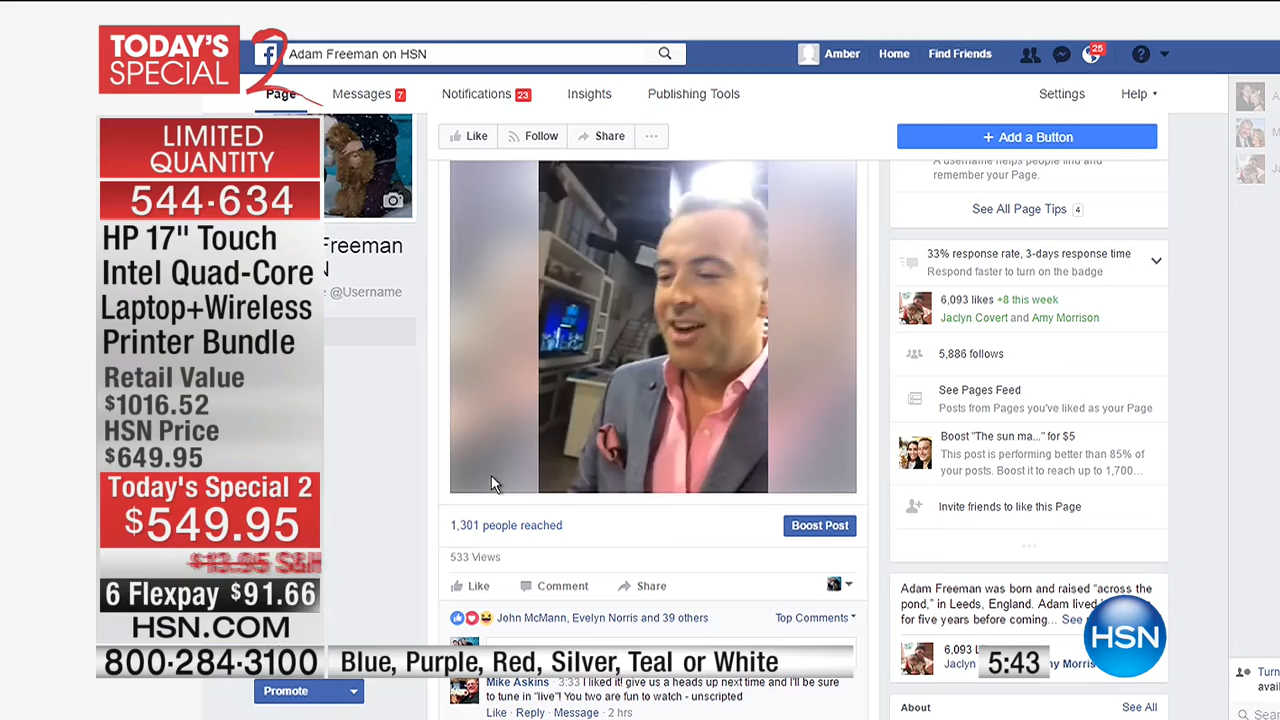 TODAY'S
SPECIAL
2
LIMITED
QUANTITY
544-634
HP 17" Touch
Intel Quad-Core
Laptop+Wireless
Printer Bundle
Retail Value
$1016.52
HSN Price
$649.95
Today's Special 2
$549.95
$13.95 S&H
6 Flexpay $91.66
HSN.COM
800·284·3100
Blue, Purple, Red, Silver, Teal or White
f Adam Freeman on HSN
Amber Home Find Friends 25 ?
Page Messages 7 Notifications 23 Insights Publishing Tools Settings Help
Like Follow Share ...
+ Add a Button
Freeman
N
@Username
Promote
A username helps people find and
remember your Page.
See All Page Tips 4
33% response rate, 3-days response time
Respond faster to turn on the badge
6,093 likes +8 this week
Jaclyn Covert and Amy Morrison
5,886 follows
See Pages Feed
Posts from Pages you've liked as your Page
Boost "The sun ma..." for $5
This post is performing better than 85% of
your posts. Boost it to reach up to 1,700...
Invite friends to like this Page
...
1,301 people reached
Boost Post
533 Views
Like Comment Share
John McMann, Evelyn Norris and 39 others
Top Comments
Mike Askins 3:33 I liked it! give us a heads up next time and I'll be sure
to tune in "live"! You two are fun to watch - unscripted
Like · Reply · Message · 2 hrs
Adam Freeman was born and raised "across the
pond," in Leeds, England. Adam lived
for five years before coming... See
6,093
Jaclyn
HSN
5:43
About See All
Turn
avail
Sear